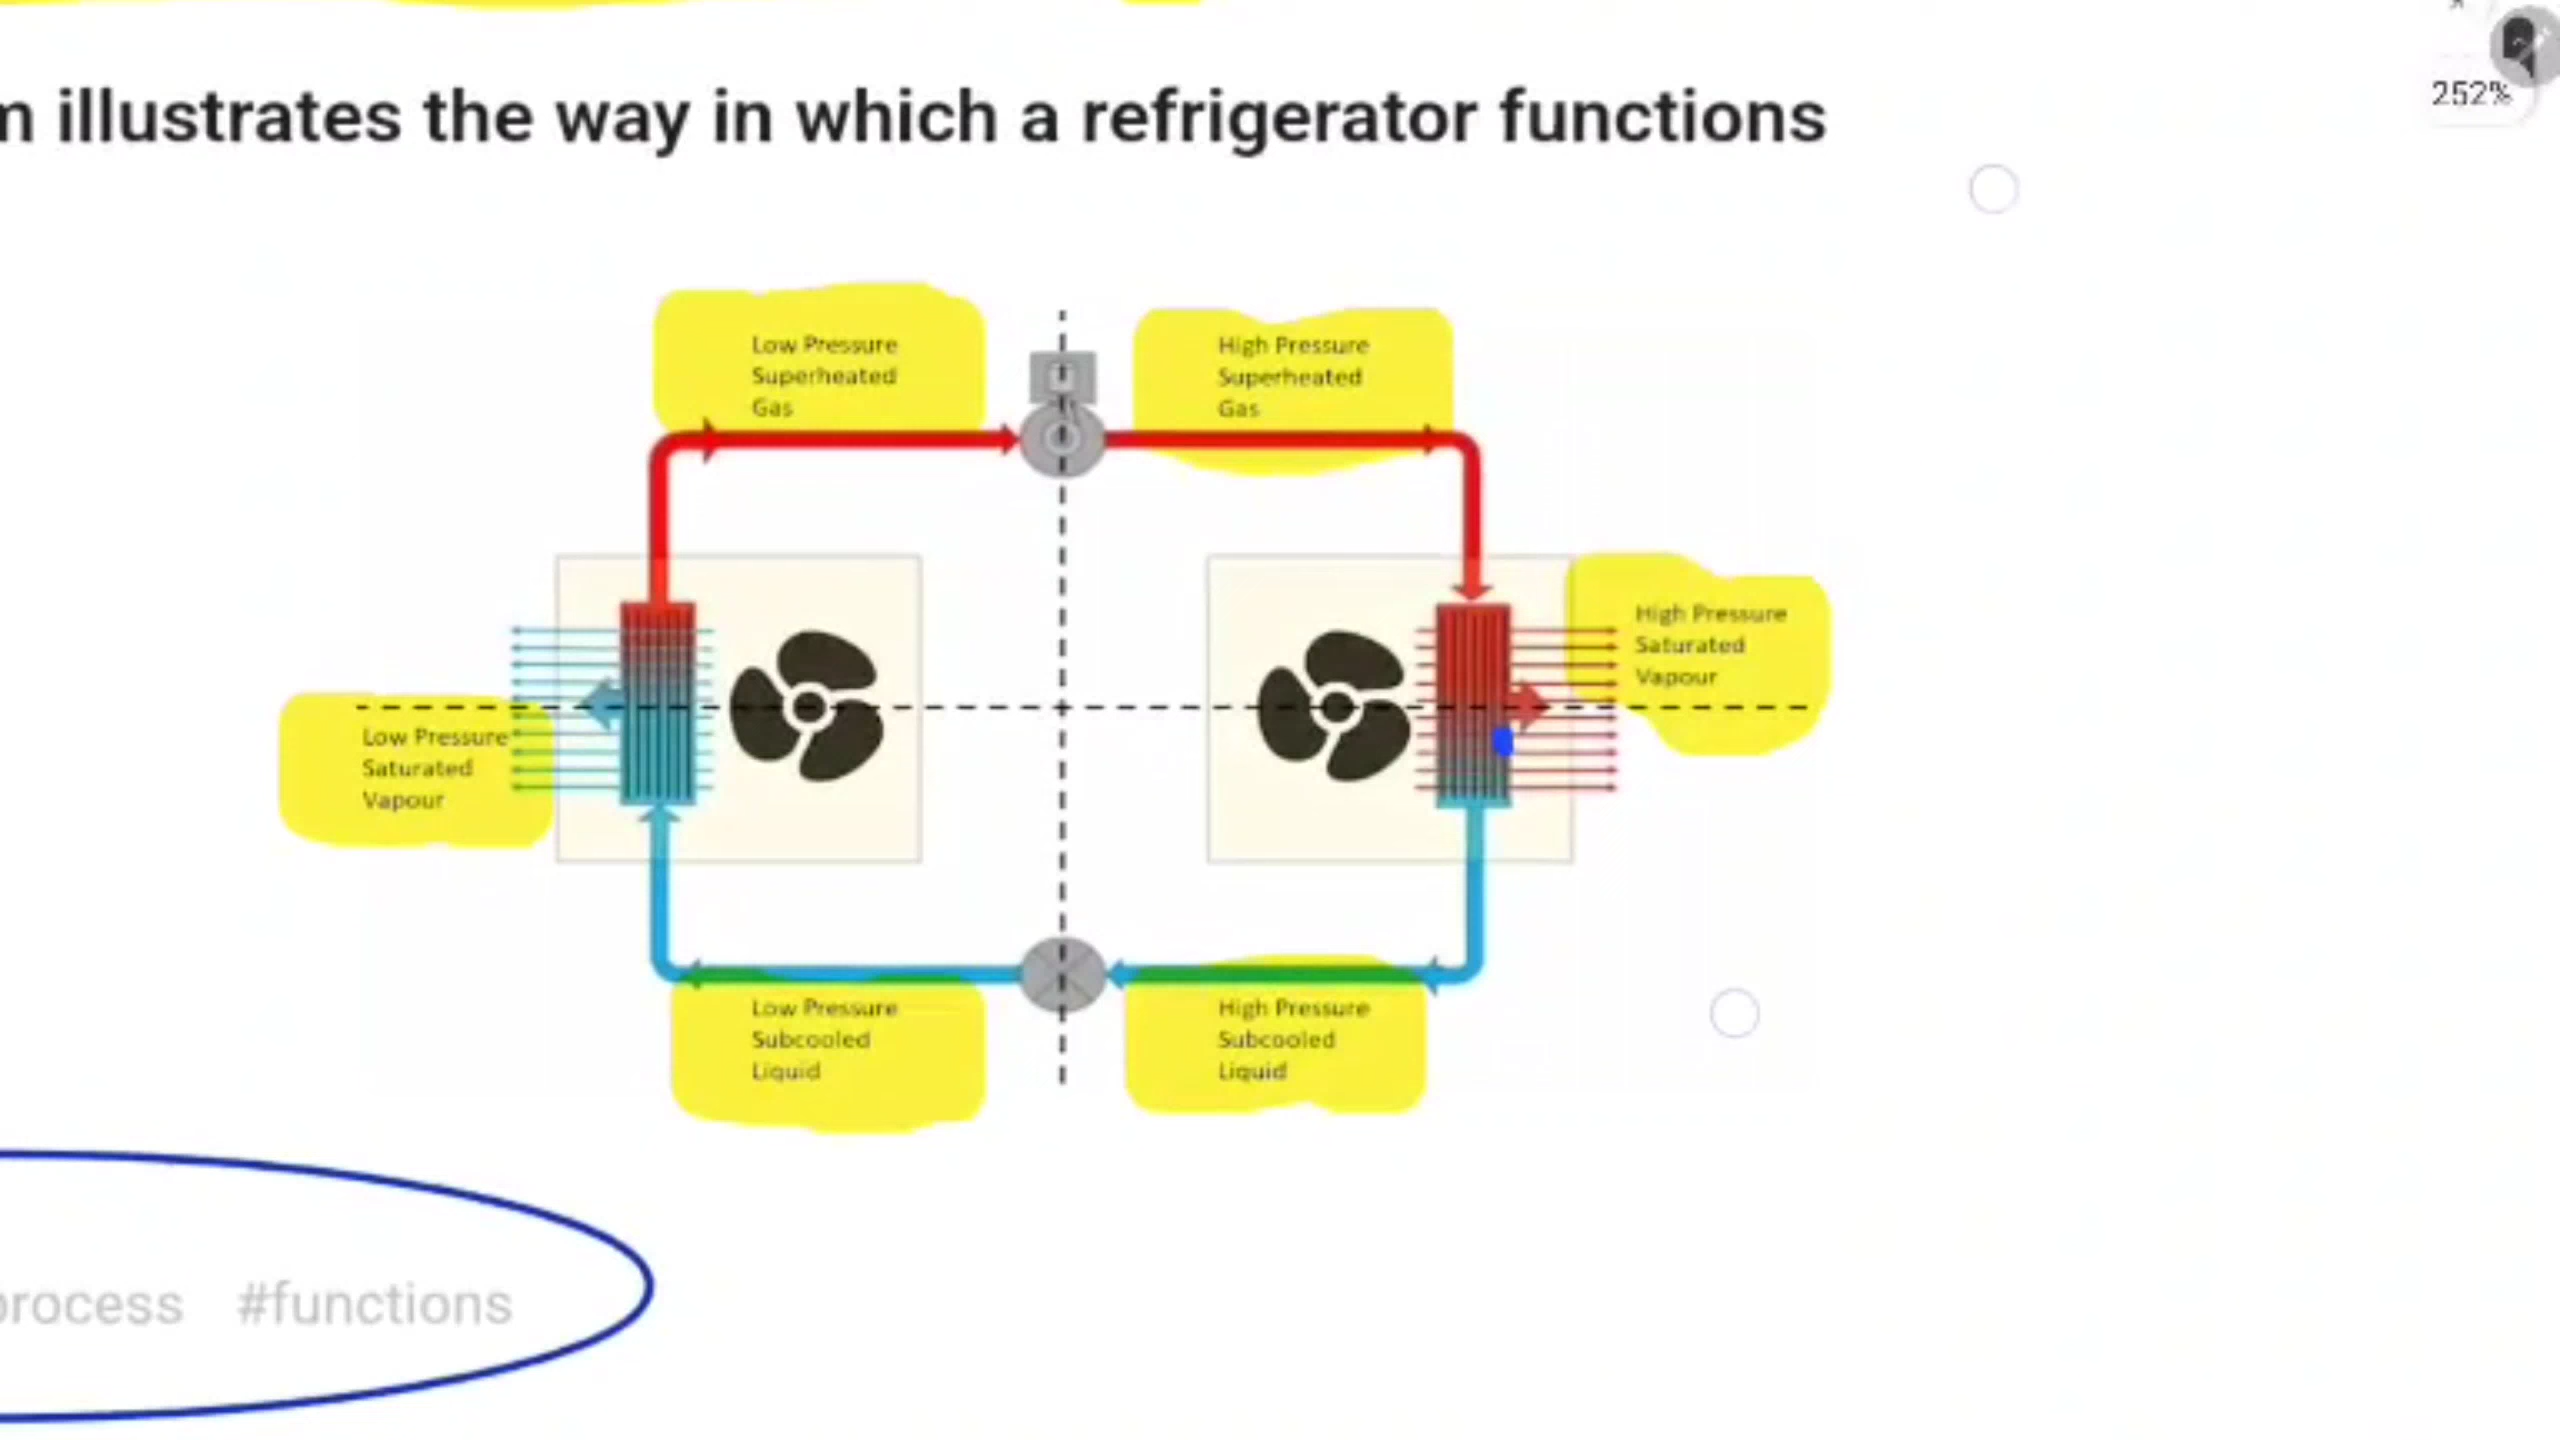 m illustrates the way in which a refrigerator functions
252%
Low Pressure
Superheated
Gas
High Pressure
Superheated
Gas
High Pressure
Saturated
Vapour
Low Pressure
Saturated
Vapour
Low Pressure
Subcooled
Liquid
High Pressure
Subcooled
Liquid
process #functions